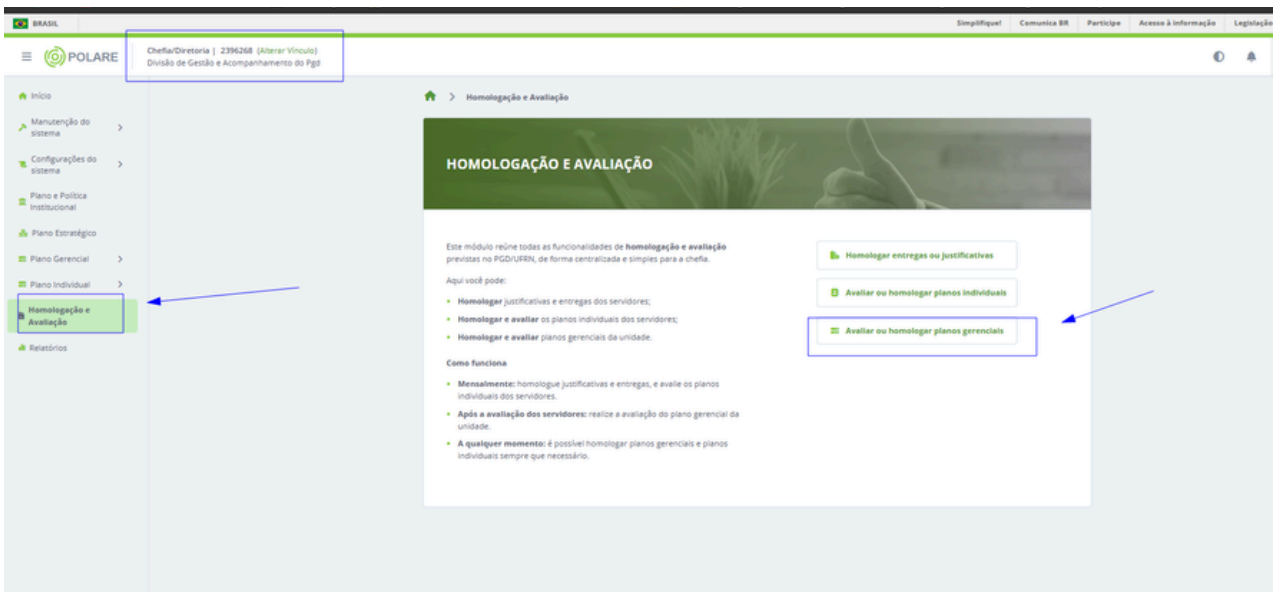 BRASIL
Simplifique! Comunica BR Participe Acesso à informação Legislação
POLARE
Chefia/Diretoria | 2396268 (Alterar Vínculo)
Divisão de Gestão e Acompanhamento do Pgd
Início
Manutenção do
sistema
Configurações do
sistema
Plano e Política
Institucional
Plano Estratégico
Plano Gerencial
Plano Individual
Homologação e
Avaliação
Relatórios
Homologação e Avaliação
HOMOLOGAÇÃO E AVALIAÇÃO
Este módulo reúne todas as funcionalidades de homologação e avaliação
previstas no PGD/UFRN, de forma centralizada e simples para a chefia.
Aqui você pode:
Homologar justificativas e entregas dos servidores;
Homologar e avaliar os planos individuais dos servidores;
Homologar e avaliar planos gerenciais da unidade.
Como funciona
Mensalmente: homologue justificativas e entregas, e avalie os planos
individuais dos servidores.
Após a avaliação dos servidores: realize a avaliação do plano gerencial da
unidade.
A qualquer momento: é possível homologar planos gerenciais e planos
individuais sempre que necessário.
Homologar entregas ou justificativas
Avaliar ou homologar planos individuais
Avaliar ou homologar planos gerenciais